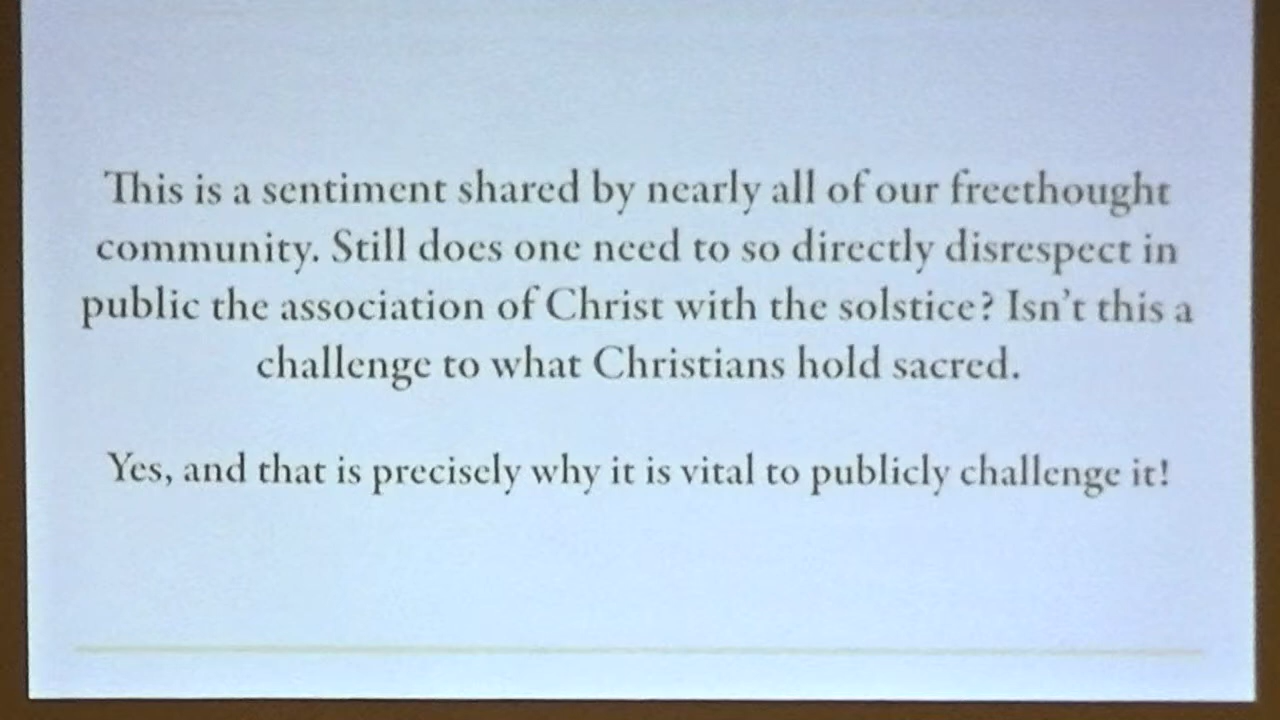 This is a sentiment shared by nearly all of our freethought
community. Still does one need to so directly disrespect in
public the association of Christ with the solstice? Isn't this a
challenge to what Christians hold sacred.
Yes, and that is precisely why it is vital to publicly challenge it!